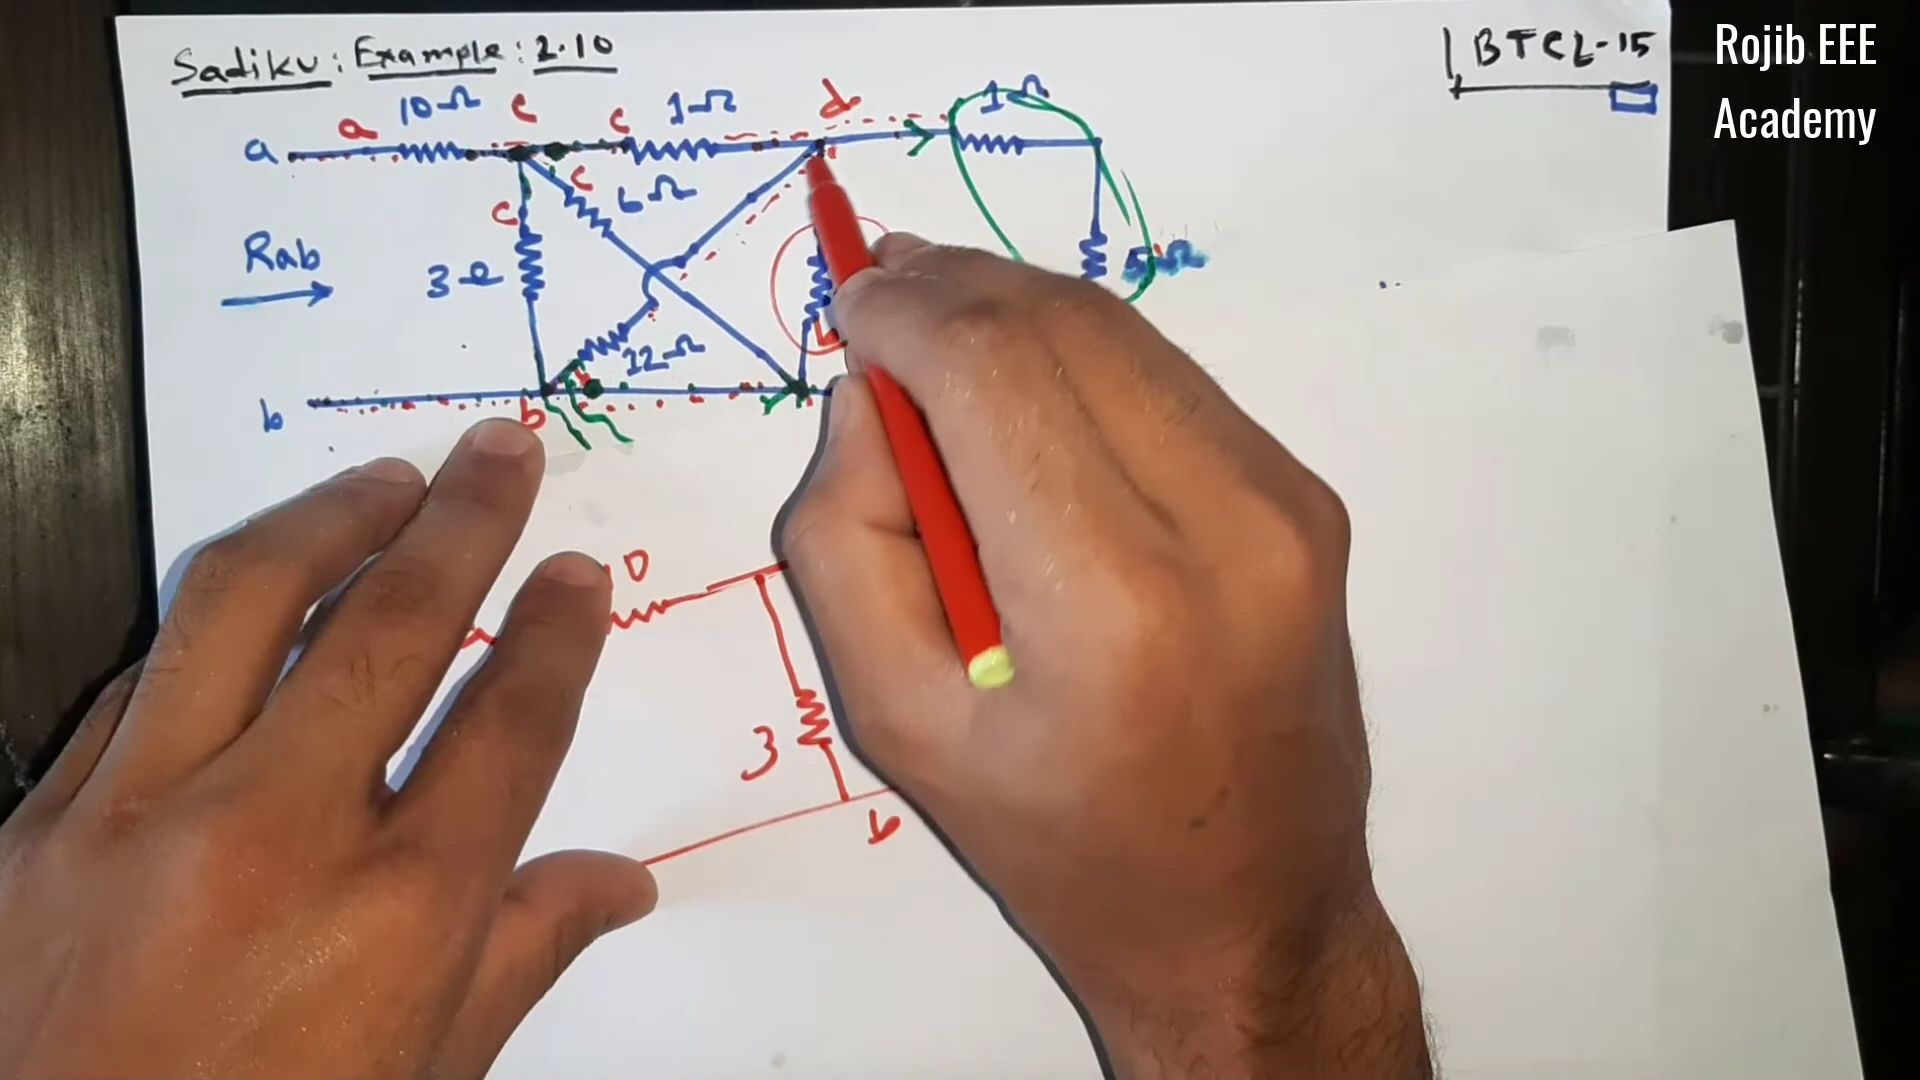 Sadiku: Example: 2.10
BTCL-15
Rojib EEE
Academy
10Ω c c 1Ω d 1Ω
a a
c c 6Ω
Rab
3Ω
5Ω
12Ω
b b b
10
a
3
b